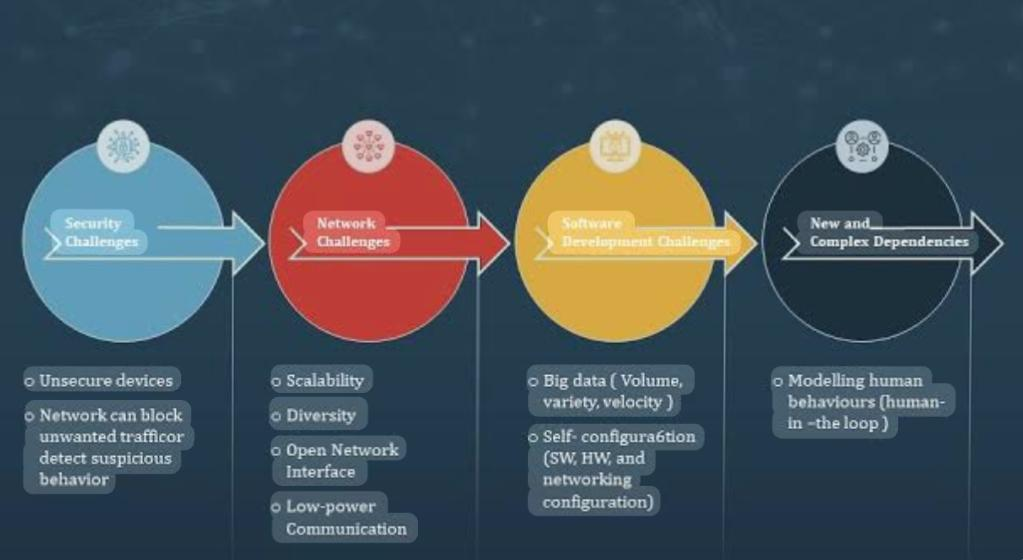 Security
Challenges
Network
Challenges
Software
Development Challenges
New and
Complex Dependencies
o Unsecure devices
o Network can block
unwanted trafficor
detect suspicious
behavior
o Scalability
o Diversity
o Open Network
Interface
o Low-power
Communication
o Big data ( Volume,
variety, velocity )
o Self- configura6tion
(SW, HW, and
networking
configuration)
o Modelling human
behaviours (human-
in –the loop )